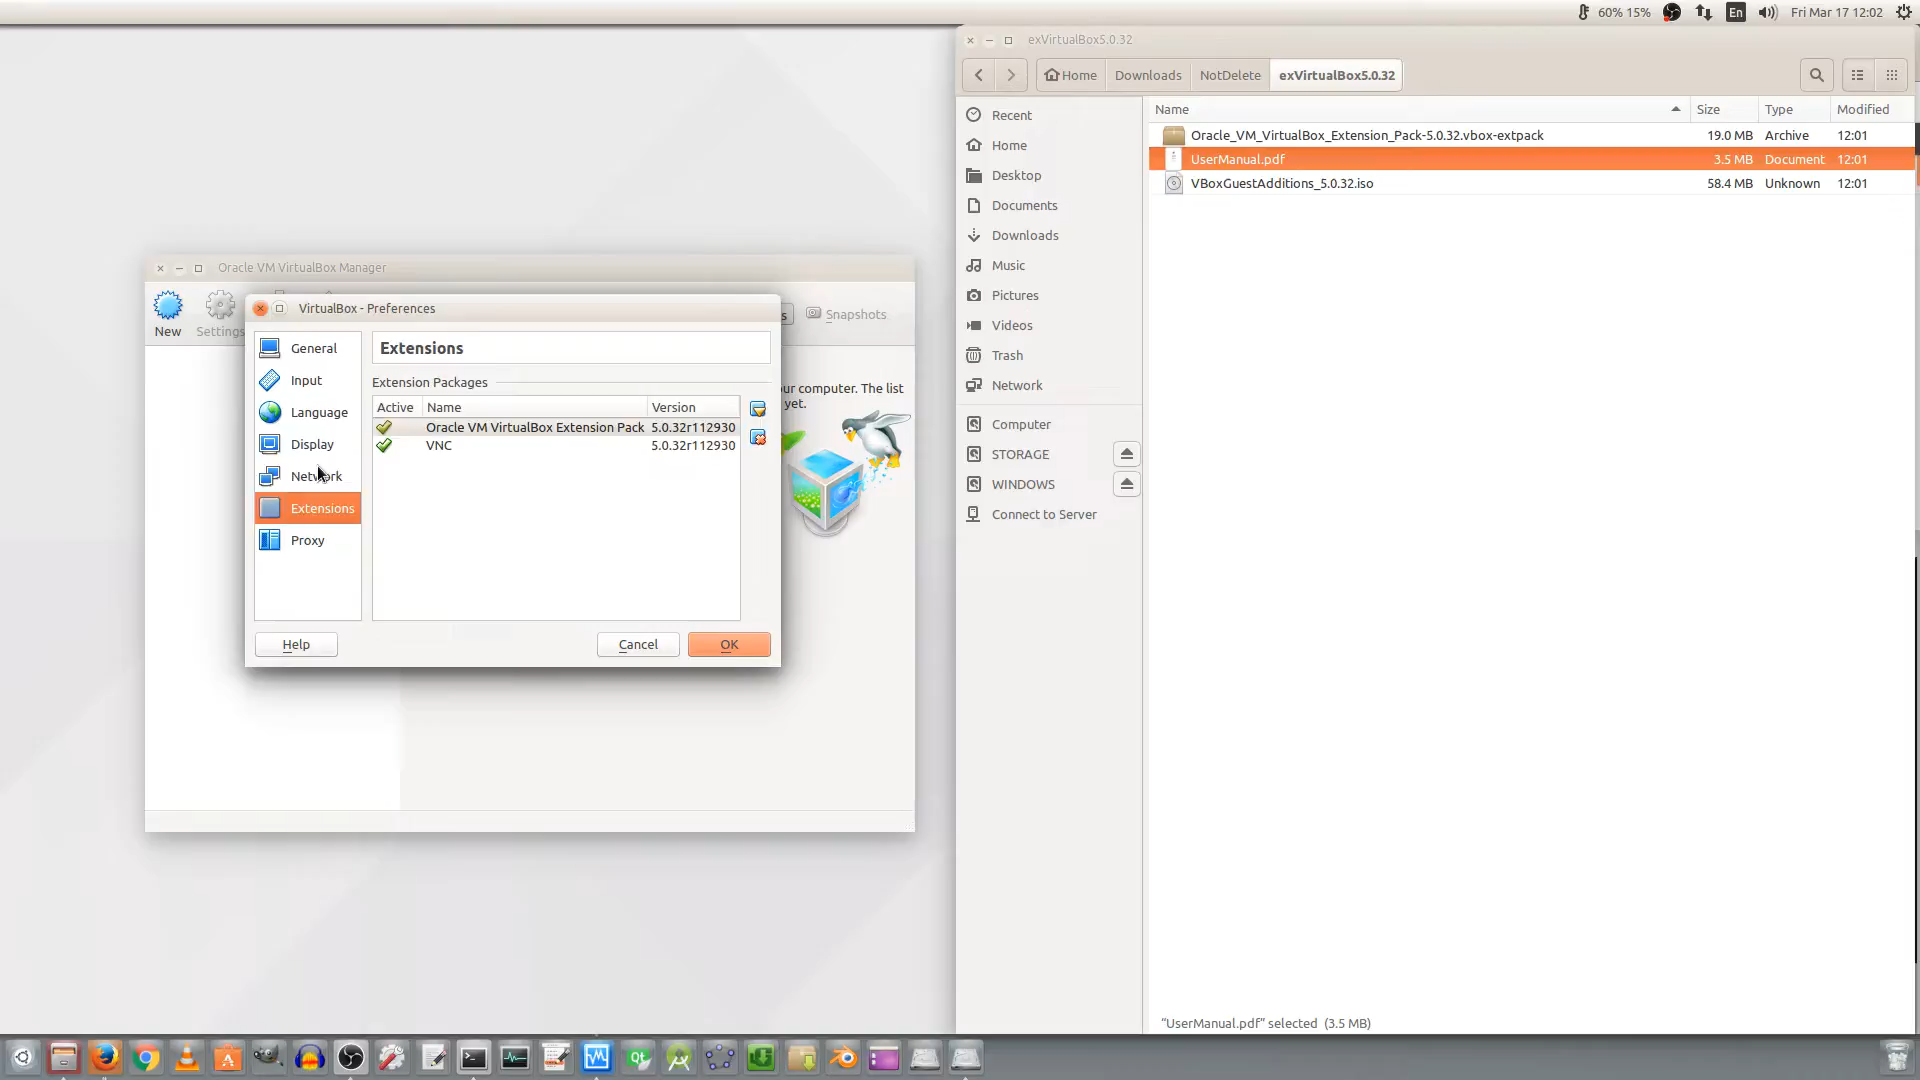 60% 15%
En
Fri Mar 17 12:02
exVirtualBox5.0.32
Home
Downloads
NotDelete
exVirtualBox5.0.32
Name
Size
Type
Modified
Oracle_VM_VirtualBox_Extension_Pack-5.0.32.vbox-extpack
19.0 MB
Archive
12:01
UserManual.pdf
3.5 MB
Document
12:01
VBoxGuestAdditions_5.0.32.iso
58.4 MB
Unknown
12:01
Recent
Home
Desktop
Documents
Downloads
Music
Pictures
Videos
Trash
Network
Computer
STORAGE
WINDOWS
Connect to Server
"UserManual.pdf" selected (3.5 MB)
Oracle VM VirtualBox Manager
New
Settings
s
Snapshots
ur computer. The list
yet.
VirtualBox - Preferences
General
Input
Language
Display
Network
Extensions
Proxy
Extensions
Extension Packages
Active
Name
Version
Oracle VM VirtualBox Extension Pack
5.0.32r112930
VNC
5.0.32r112930
Help
Cancel
OK
Qt